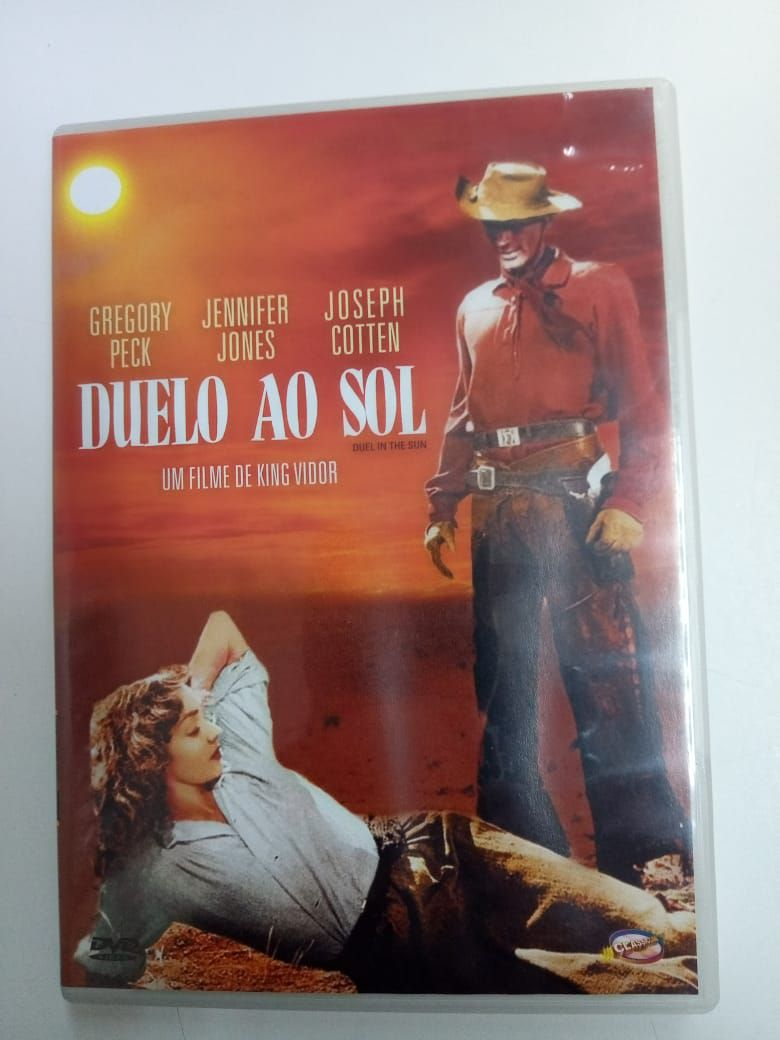 GREGORY PECK
JENNIFER JONES
JOSEPH COTTEN
DUELO AO SOL
DUEL IN THE SUN
UM FILME DE KING VIDOR
DVD
VIDEO